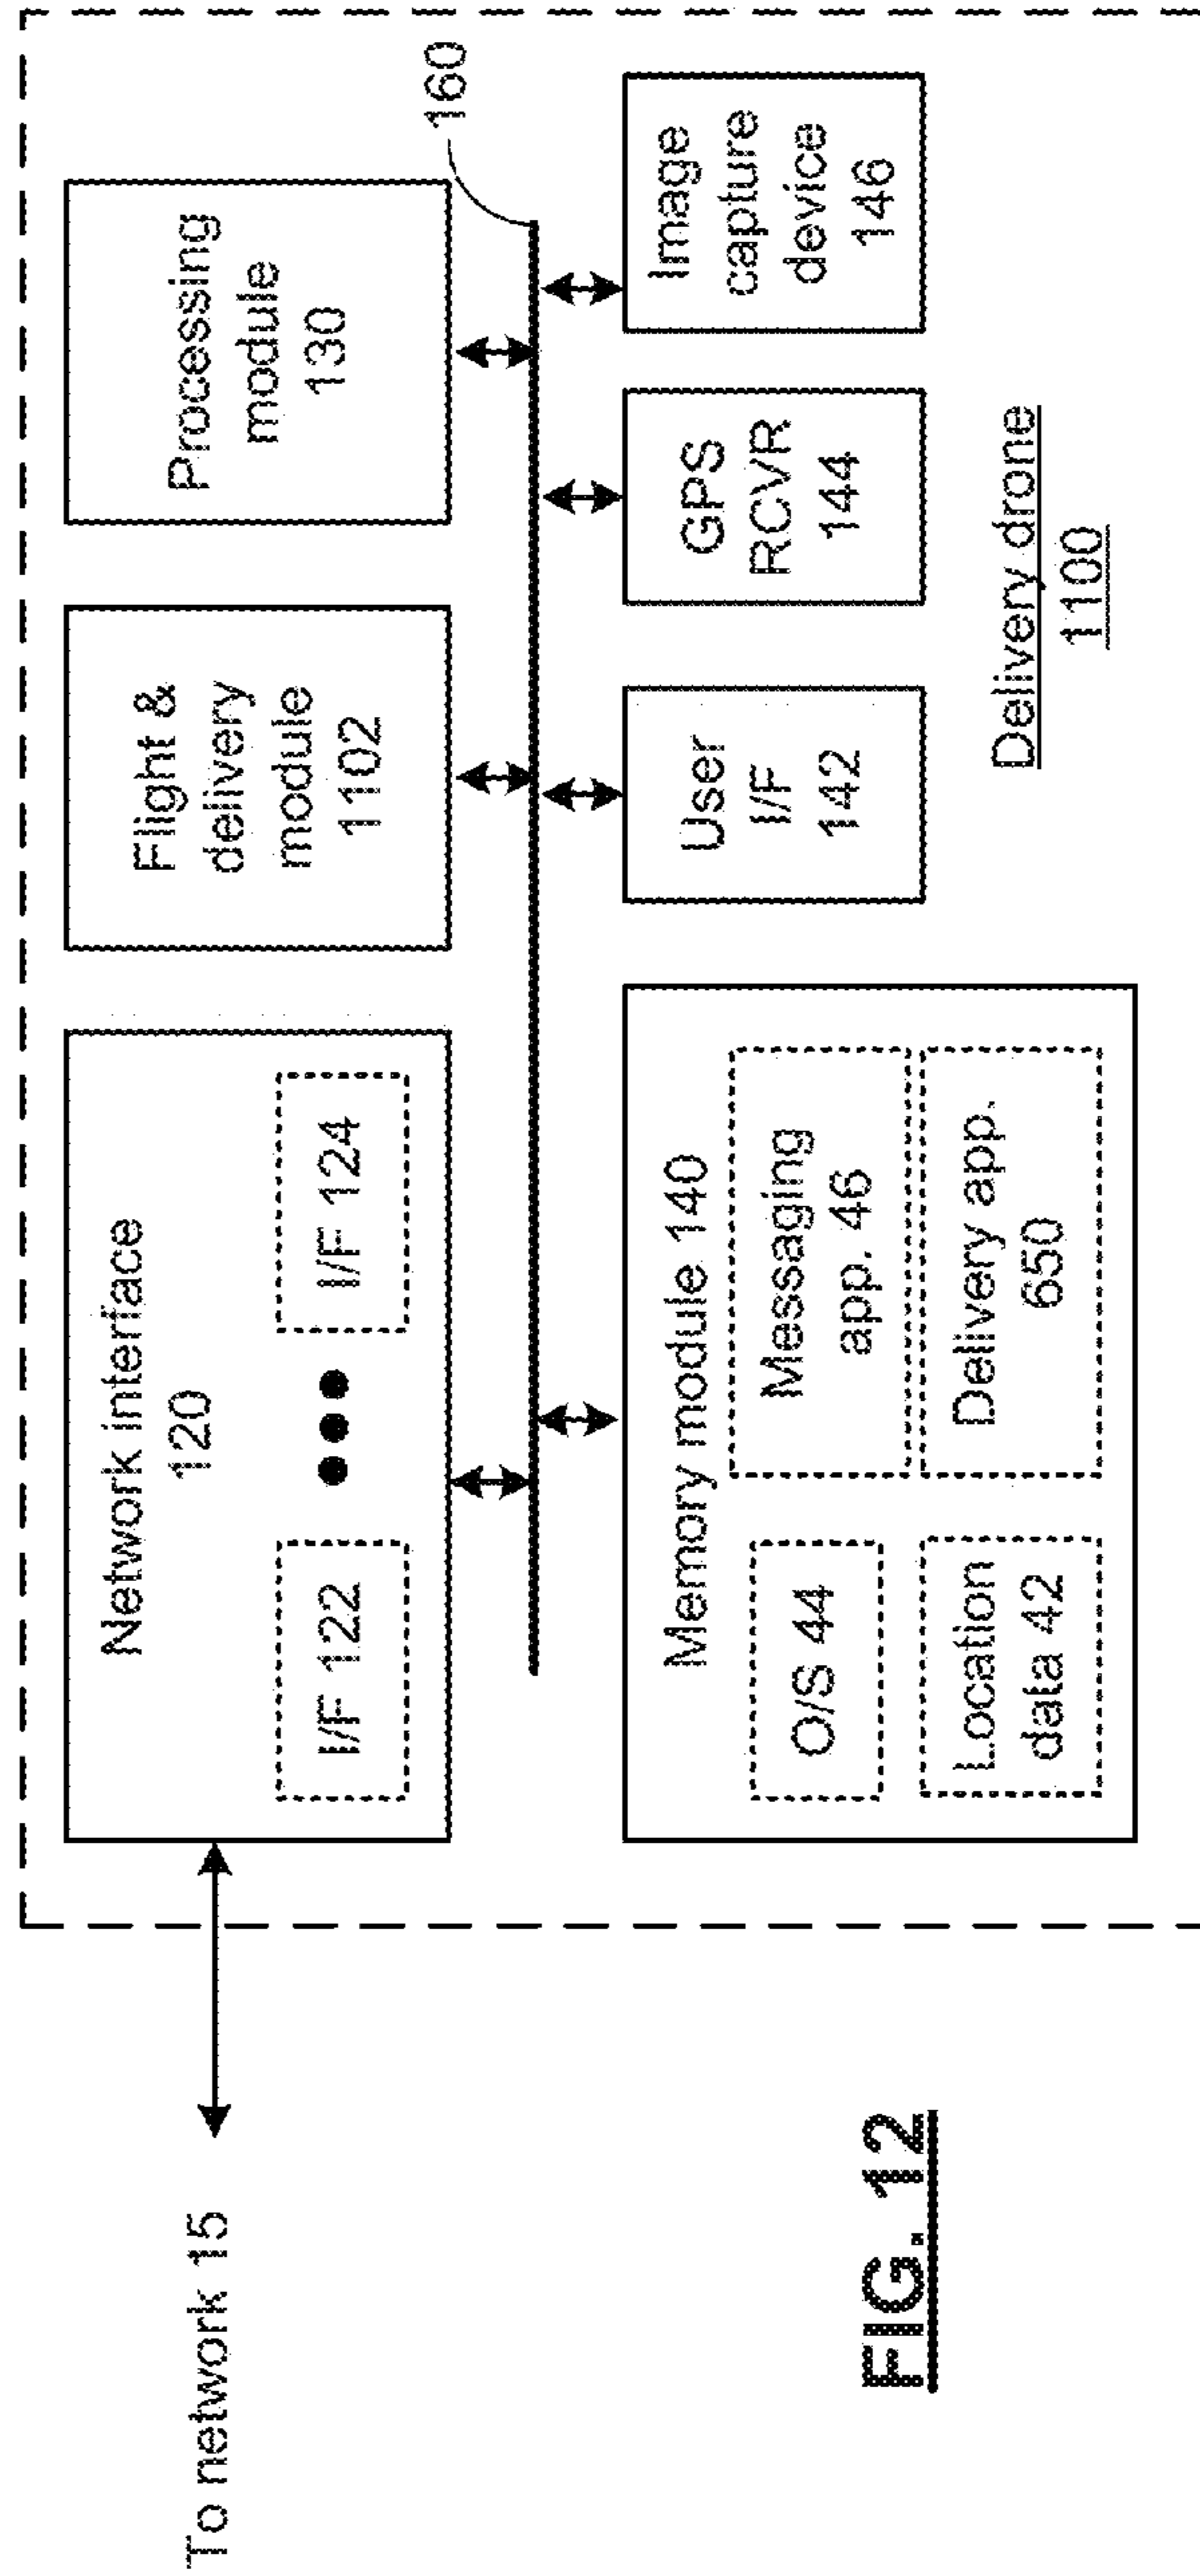 To network 15
Network interface
120
I/F 122
I/F 124
Flight &
delivery
module
1102
Processing
module
130
160
Memory module 140
O/S 44
Messaging
app. 46
Location
data 42
Delivery app.
650
User
I/F
142
GPS
RCVR
144
Image
capture
device
146
Delivery drone
1100
FIG. 12